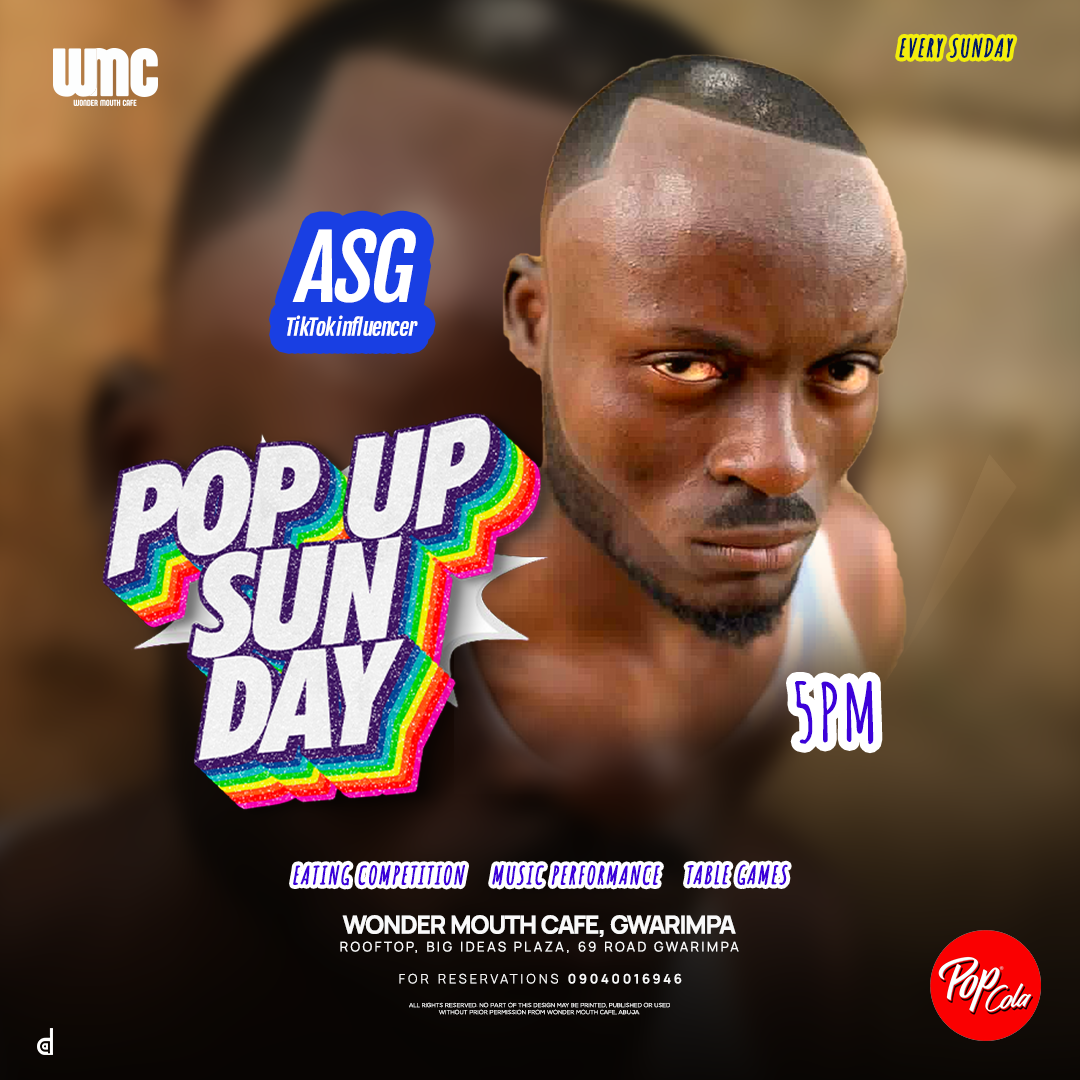 WMC
WONDER MOUTH CAFE
EVERY SUNDAY
ASG
TikTok influencer
POP UP
SUN
DAY
5PM
EATING COMPETITION MUSIC PERFORMANCE TABLE GAMES
WONDER MOUTH CAFE, GWARIMPA
ROOFTOP, BIG IDEAS PLAZA, 69 ROAD GWARIMPA
FOR RESERVATIONS 09040016946
ALL RIGHTS RESERVED. NO PART OF THIS DESIGN MAY BE PRINTED, PUBLISHED OR USED
WITHOUT PRIOR PERMISSION FROM WONDER MOUTH CAFE, ABUJA.
Pop Cola